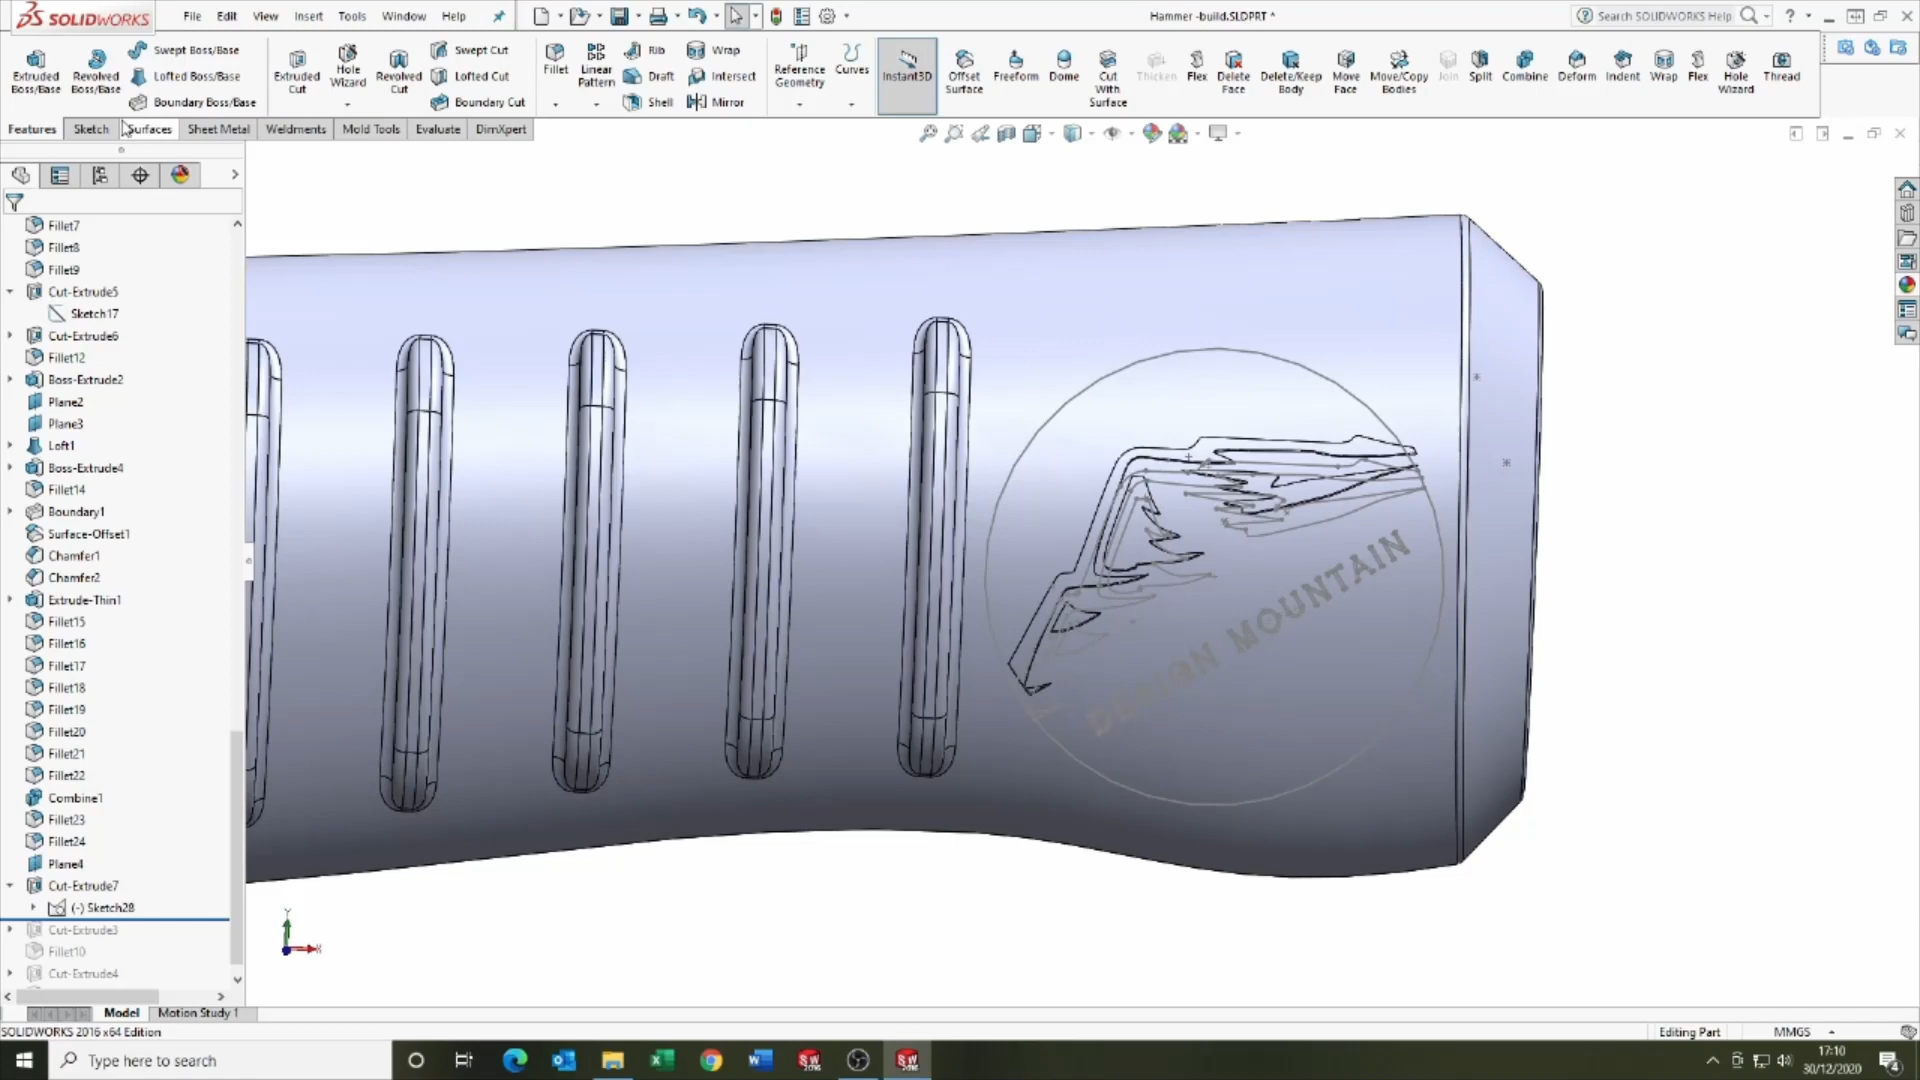 SOLIDWORKS
File Edit View Insert Tools Window Help
Hammer -build.SLDPRT *
Search SOLIDWORKS Help
Extruded Boss/Base
Revolved Boss/Base
Swept Boss/Base
Lofted Boss/Base
Boundary Boss/Base
Extruded Cut
Hole Wizard
Revolved Cut
Swept Cut
Lofted Cut
Boundary Cut
Fillet
Linear Pattern
Rib
Draft
Shell
Wrap
Intersect
Mirror
Reference Geometry
Curves
Instant3D
Offset Surface
Freeform
Dome
Cut With Surface
Thicken
Flex
Delete Face
Delete/Keep Body
Move Face
Move/Copy Bodies
Join
Split
Combine
Deform
Indent
Wrap
Flex
Hole Wizard
Thread
Features Sketch Surfaces Sheet Metal Weldments Mold Tools Evaluate DimXpert
Fillet7
Fillet8
Fillet9
Cut-Extrude5
Sketch17
Cut-Extrude6
Fillet12
Boss-Extrude2
Plane2
Plane3
Loft1
Boss-Extrude4
Fillet14
Boundary1
Surface-Offset1
Chamfer1
Chamfer2
Extrude-Thin1
Fillet15
Fillet16
Fillet17
Fillet18
Fillet19
Fillet20
Fillet21
Fillet22
Combine1
Fillet23
Fillet24
Plane4
Cut-Extrude7
(-) Sketch28
Cut-Extrude3
Fillet10
Cut-Extrude4
DESIGN MOUNTAIN
Y
X
Model Motion Study 1
SOLIDWORKS 2016 x64 Edition
Editing Part
MMGS
Type here to search
17:10
30/12/2020
4